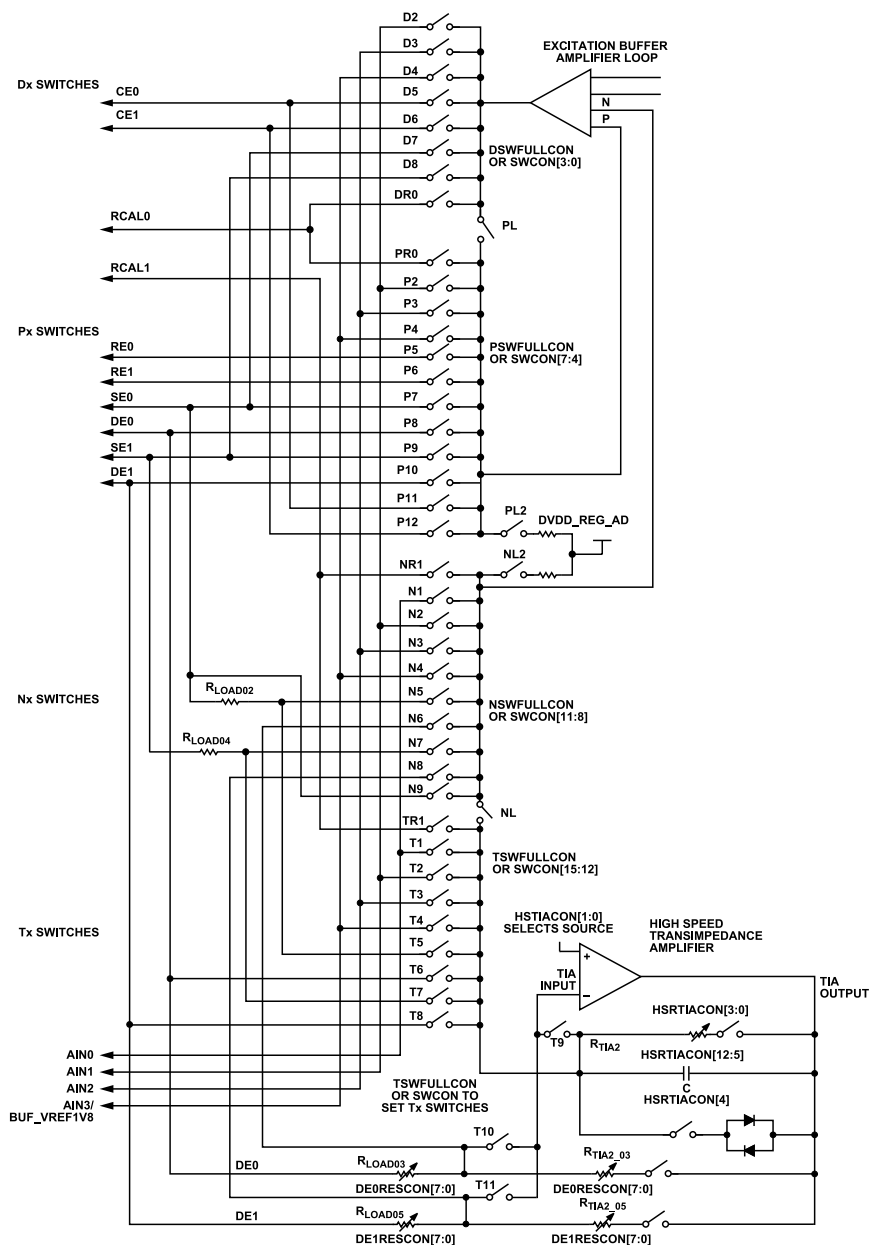 D2
D3
EXCITATION BUFFER
AMPLIFIER LOOP
D4
Dx SWITCHES
CE0
D5
N
CE1
D6
P
D7
DSWFULLCON
OR SWCON[3:0]
D8
DR0
RCAL0
PL
PR0
RCAL1
P2
P3
Px SWITCHES
P4
PSWFULLCON
OR SWCON[7:4]
RE0
P5
RE1
P6
SE0
P7
DE0
P8
SE1
P9
DE1
P10
P11
PL2
DVDD_REG_AD
P12
NR1
NL2
N1
N2
N3
N4
Nx SWITCHES
RLOAD02
N5
NSWFULLCON
OR SWCON[11:8]
N6
RLOAD04
N7
N8
N9
NL
TR1
T1
TSWFULLCON
OR SWCON[15:12]
T2
T3
Tx SWITCHES
T4
HSTIACON[1:0]
SELECTS SOURCE
HIGH SPEED
TRANSIMPEDANCE
AMPLIFIER
T5
+
T6
TIA
INPUT
–
TIA
OUTPUT
T7
T8
HSRTIACON[3:0]
T9
RTIA2
HSRTIACON[12:5]
AIN0
AIN1
AIN2
AIN3/
BUF_VREF1V8
TSWFULLCON
OR SWCON TO
SET Tx SWITCHES
C
HSRTIACON[4]
T10
DE0
RLOAD03
DE0RESCON[7:0]
RTIA2_03
DE0RESCON[7:0]
T11
DE1
RLOAD05
DE1RESCON[7:0]
RTIA2_05
DE1RESCON[7:0]